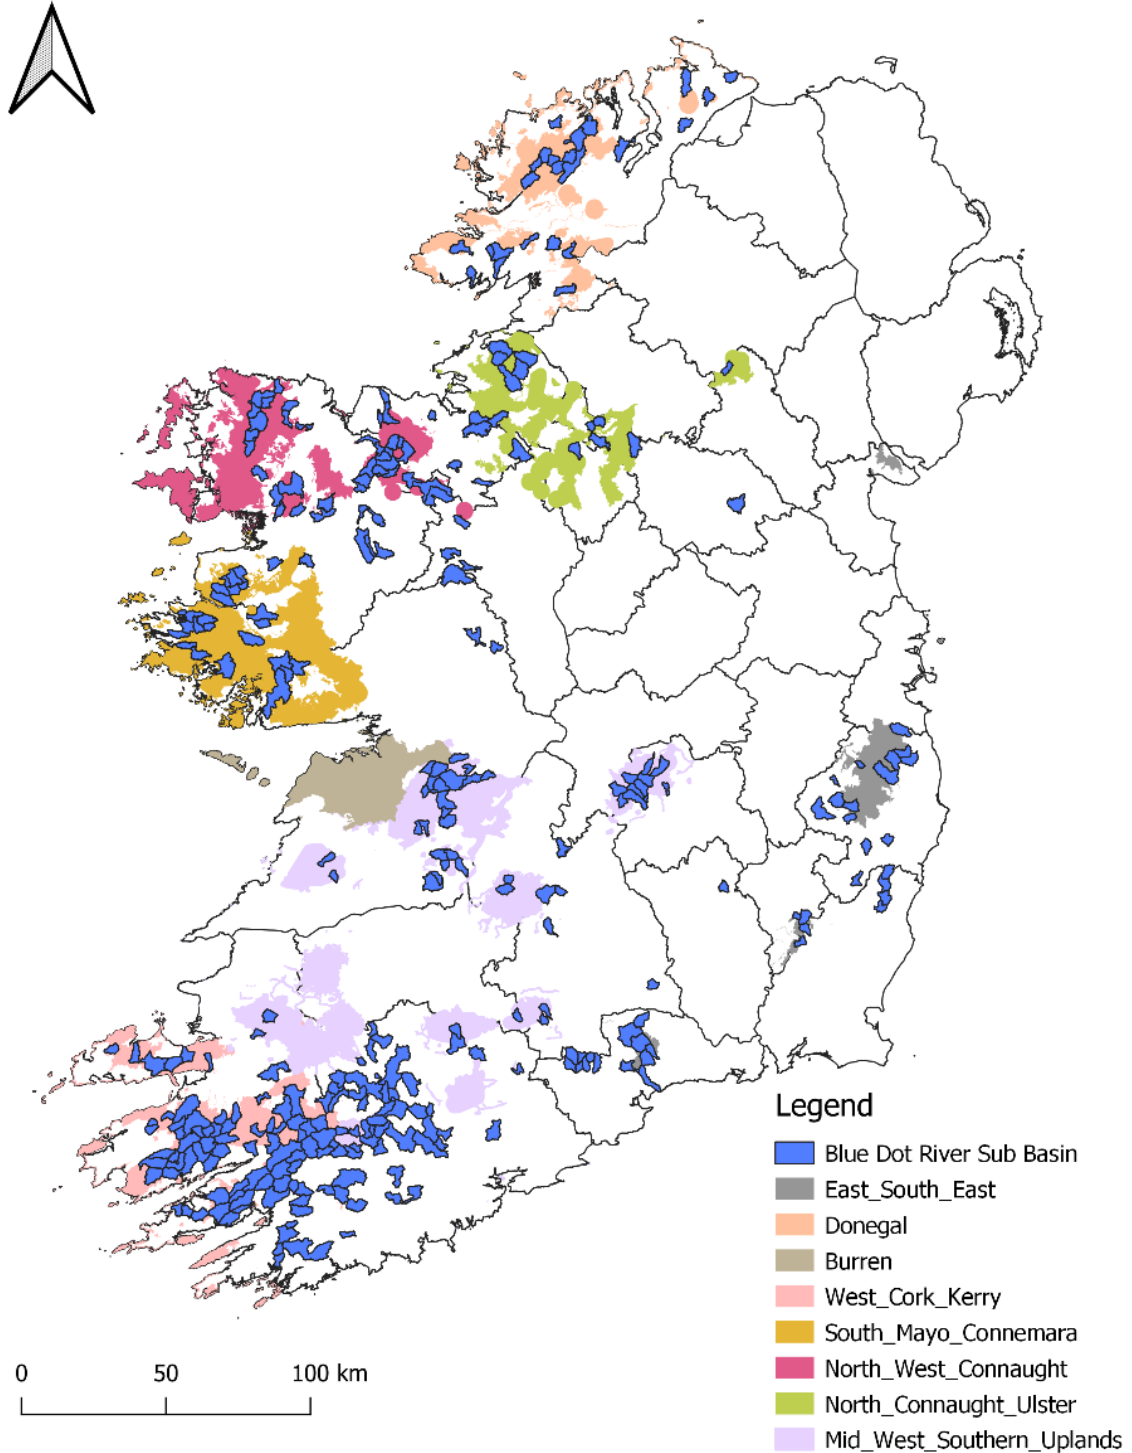 Legend
Blue Dot River Sub Basin
East_South_East
Donegal
Burren
West_Cork_Kerry
South_Mayo_Connemara
North_West_Connaught
North_Connaught_Ulster
Mid_West_Southern_Uplands
0 50 100 km